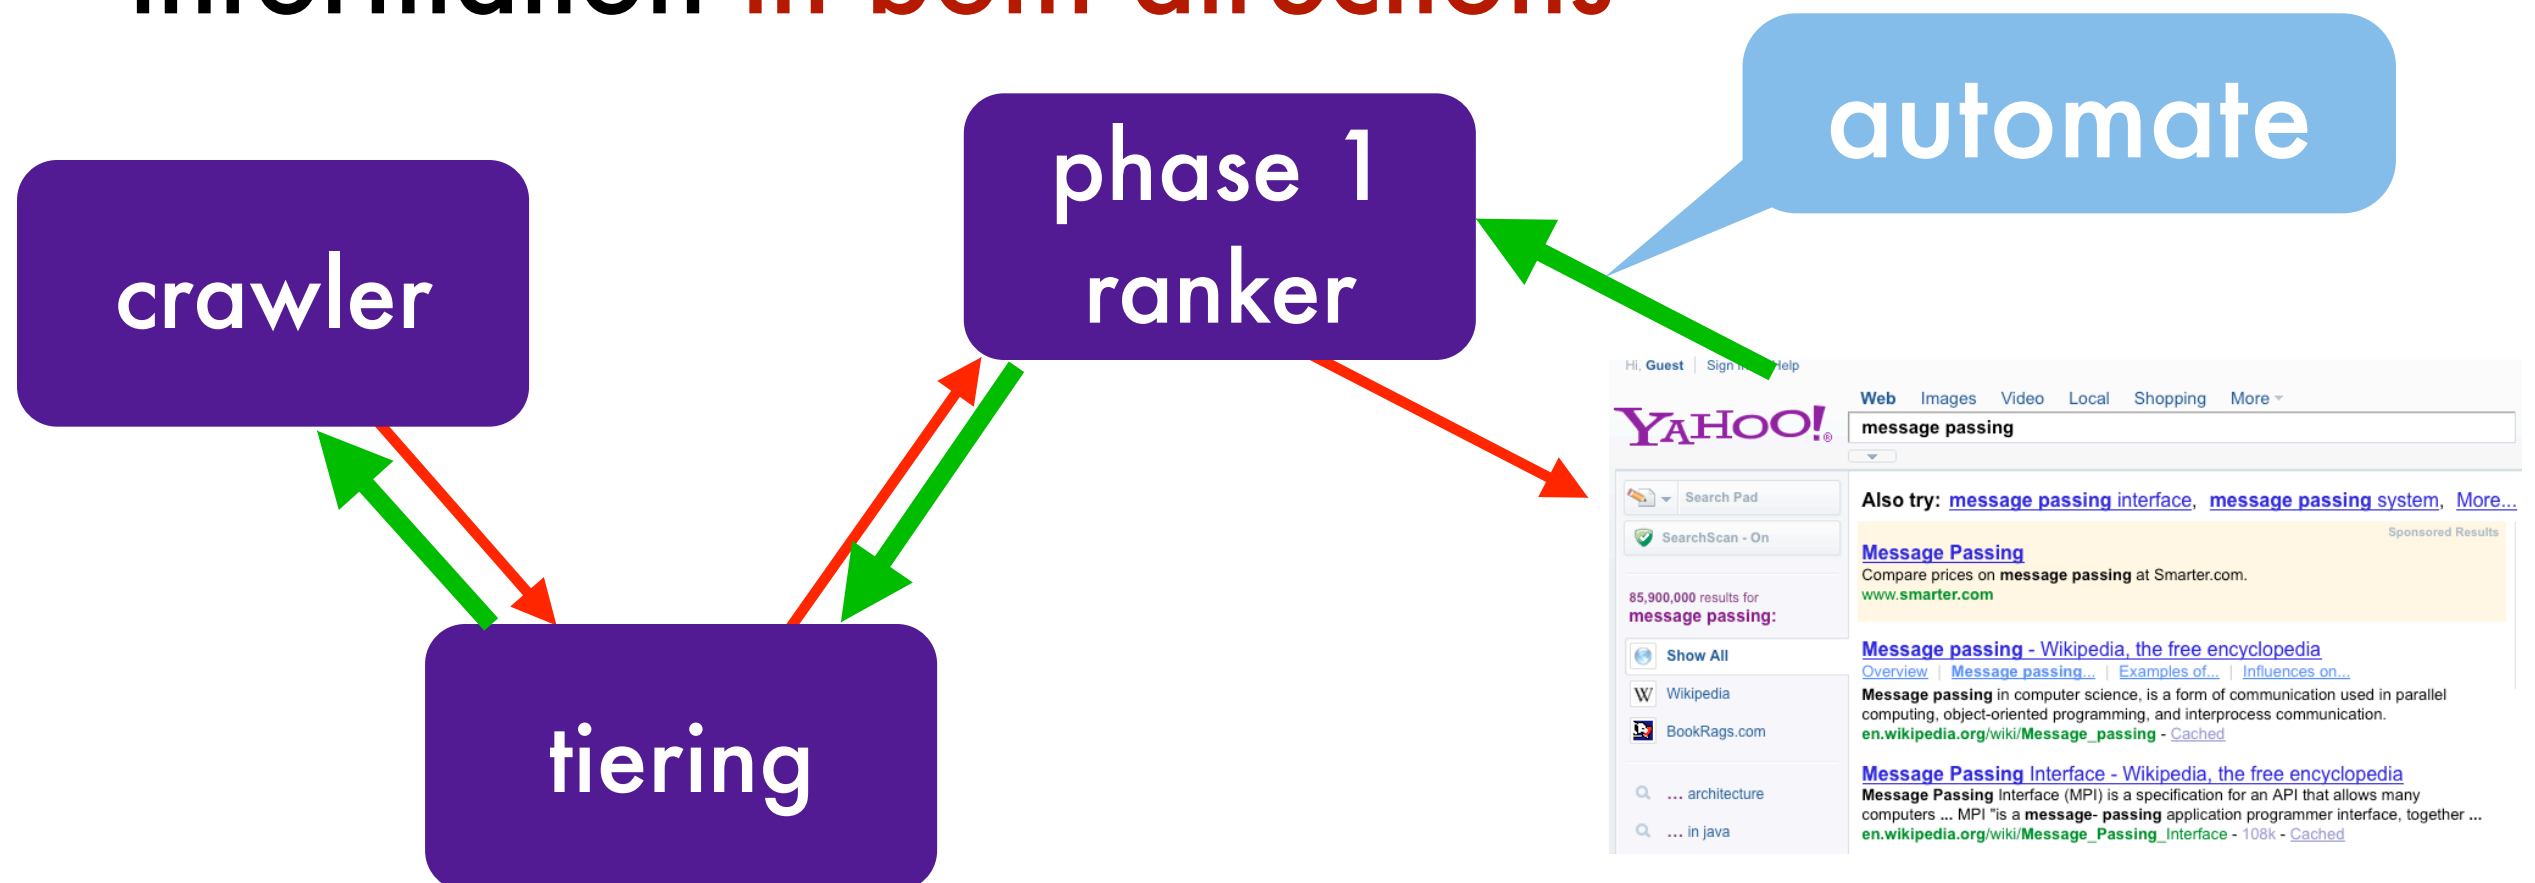 information in both directions
automate
phase 1
ranker
crawler
tiering
Hi, Guest | Sign In Help
YAHOO!®
Web Images Video Local Shopping More
message passing
Search Pad
SearchScan - On
85,900,000 results for
message passing:
Show All
W Wikipedia
BookRags.com
... architecture
... in java
Also try: message passing interface, message passing system, More...
Sponsored Results
Message Passing
Compare prices on message passing at Smarter.com.
www.smarter.com
Message passing - Wikipedia, the free encyclopedia
Overview | Message passing... | Examples of... | Influences on...
Message passing in computer science, is a form of communication used in parallel
computing, object-oriented programming, and interprocess communication.
en.wikipedia.org/wiki/Message_passing - Cached
Message Passing Interface - Wikipedia, the free encyclopedia
Message Passing Interface (MPI) is a specification for an API that allows many
computers ... MPI "is a message- passing application programmer interface, together ...
en.wikipedia.org/wiki/Message_Passing_Interface - 108k - Cached